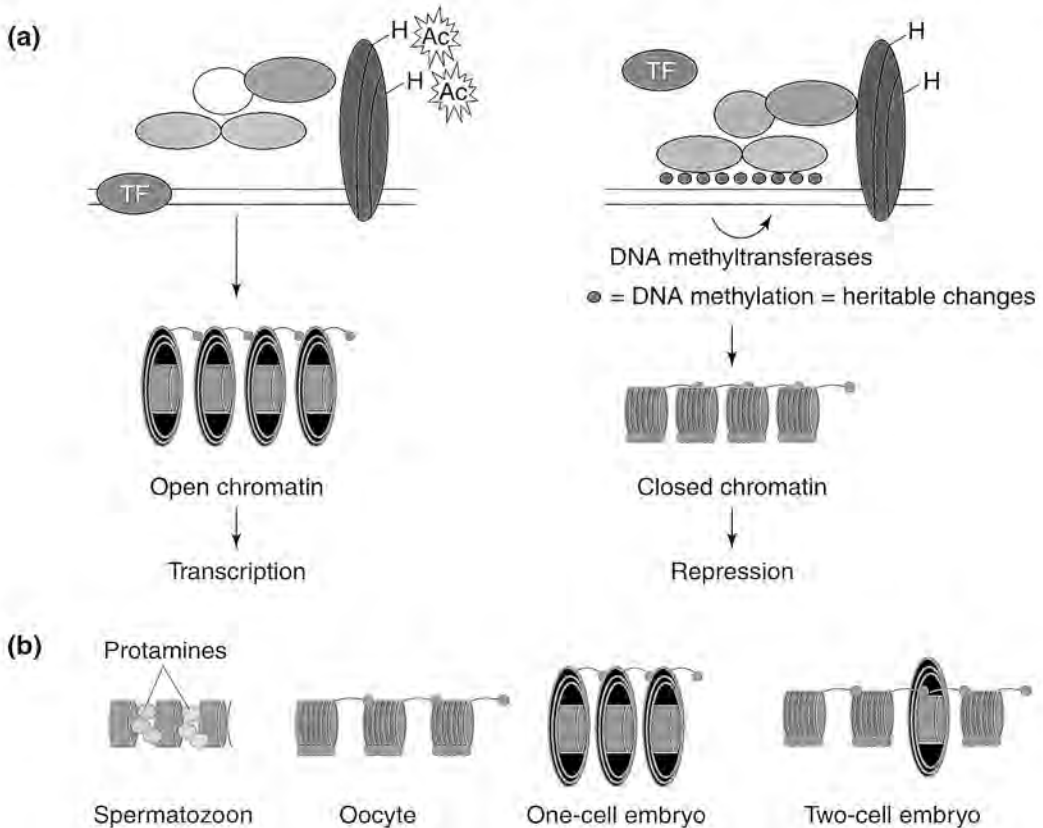 (a)
H Ac
H Ac
TF
TF
H
H
DNA methyltransferases
= DNA methylation = heritable changes
Open chromatin
Closed chromatin
Transcription
Repression
(b)
Protamines
Spermatozoon
Oocyte
One-cell embryo
Two-cell embryo